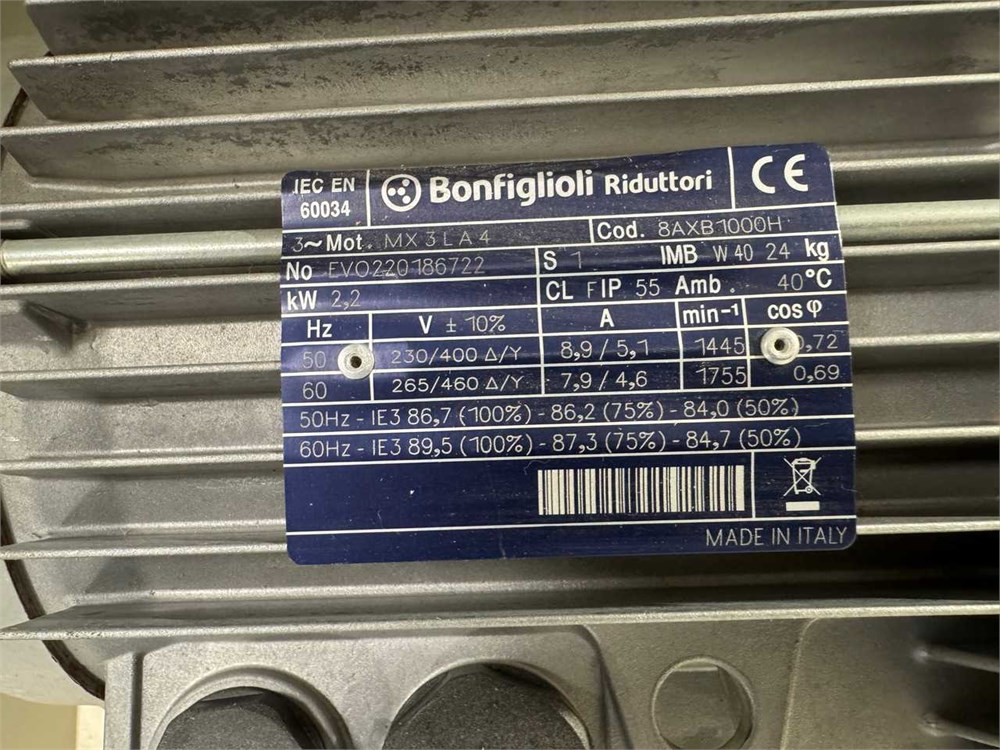 IEC EN
60034
Bonfiglioli Riduttori
CE
3~Mot. MX 3 L A 4
Cod. 8AXB1000H
No EVO220186722
S 1
IMB W 40 24 kg
kW 2,2
CL F IP 55 Amb. 40°C
Hz V ± 10% A min-1 cos φ
50 230/400 Δ/Y 8,9/5,1 1445 0,72
60 265/460 Δ/Y 7,9/4,6 1755 0,69
50Hz - IE3 86,7 (100%) - 86,2 (75%) - 84,0 (50%)
60Hz - IE3 89,5 (100%) - 87,3 (75%) - 84,7 (50%)
MADE IN ITALY